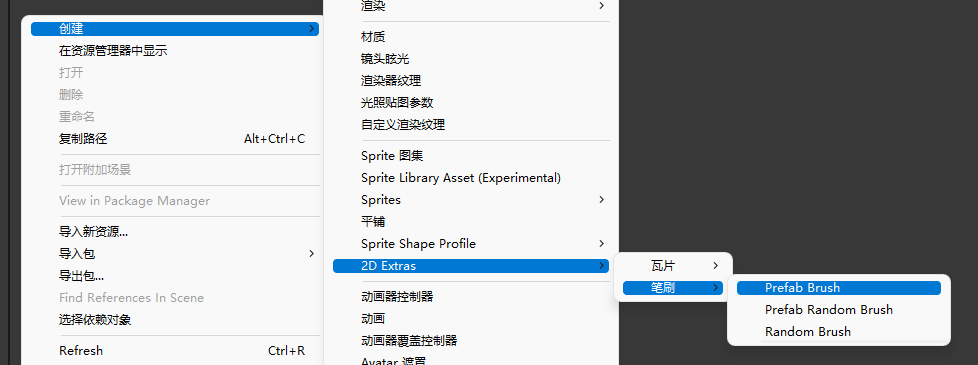 创建
在资源管理器中显示
打开
删除
重命名
复制路径 Alt+Ctrl+C
打开附加场景
View in Package Manager
导入新资源...
导入包
导出包...
Find References In Scene
选择依赖对象
Refresh Ctrl+R
渲染
材质
镜头眩光
渲染器纹理
光照贴图参数
自定义渲染纹理
Sprite 图集
Sprite Library Asset (Experimental)
Sprites
平铺
Sprite Shape Profile
2D Extras
动画器控制器
动画
动画器覆盖控制器
Avatar 遮罩
瓦片
笔刷
Prefab Brush
Prefab Random Brush
Random Brush